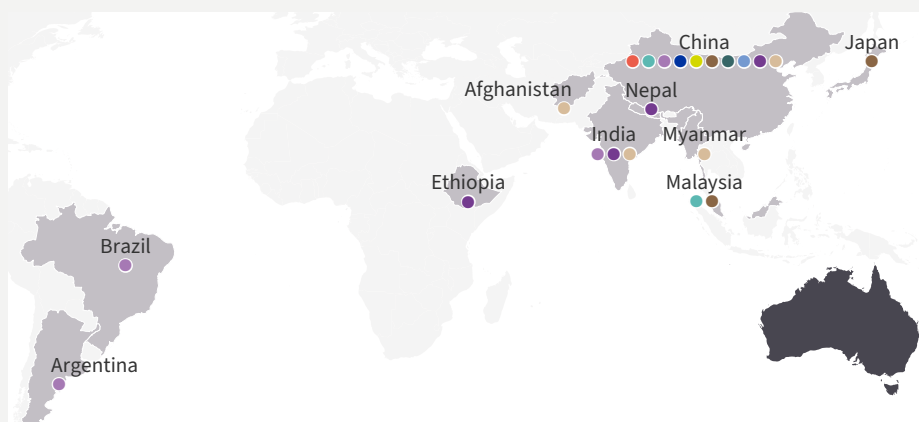 China
Japan
Afghanistan
Nepal
India
Myanmar
Ethiopia
Malaysia
Brazil
Argentina